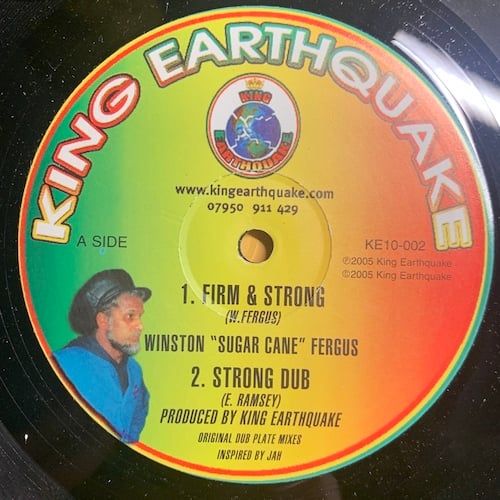 KING EARTHQUAKE
KING
EARTHQUAKE
www.kingearthquake.com
07950 911 429
A SIDE
KE10-002
℗2005 King Earthquake
©2005 King Earthquake
1. FIRM & STRONG
(W.FERGUS)
WINSTON "SUGAR CANE" FERGUS
2. STRONG DUB
(E. RAMSEY)
PRODUCED BY KING EARTHQUAKE
ORIGINAL DUB PLATE MIXES
INSPIRED BY JAH